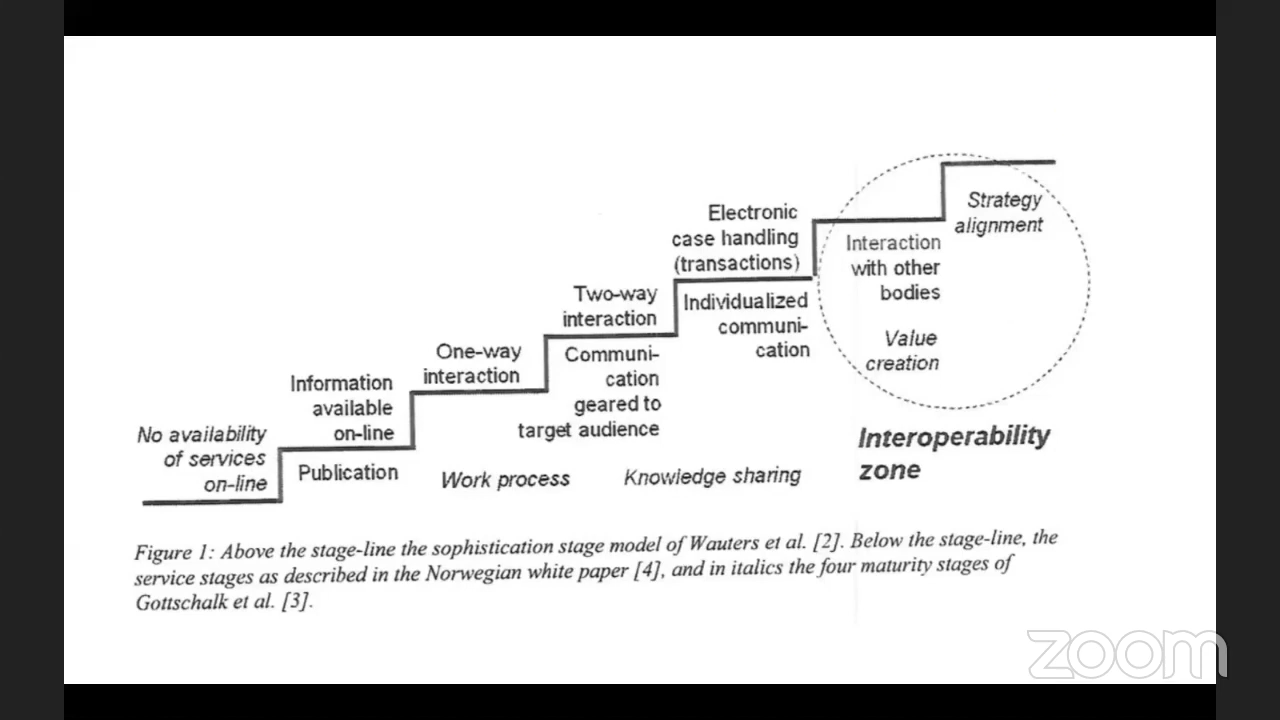 No availability
of services
on-line
Information
available
on-line
Publication
One-way
interaction
Work process
Two-way
interaction
Communi-
cation
geared to
target audience
Knowledge sharing
Electronic
case handling
(transactions)
Individualized
communi-
cation
Interaction
with other
bodies
Value
creation
Strategy
alignment
Interoperability
zone
Figure 1: Above the stage-line the sophistication stage model of Wauters et al. [2]. Below the stage-line, the
service stages as described in the Norwegian white paper [4], and in italics the four maturity stages of
Gottschalk et al. [3].
zoom